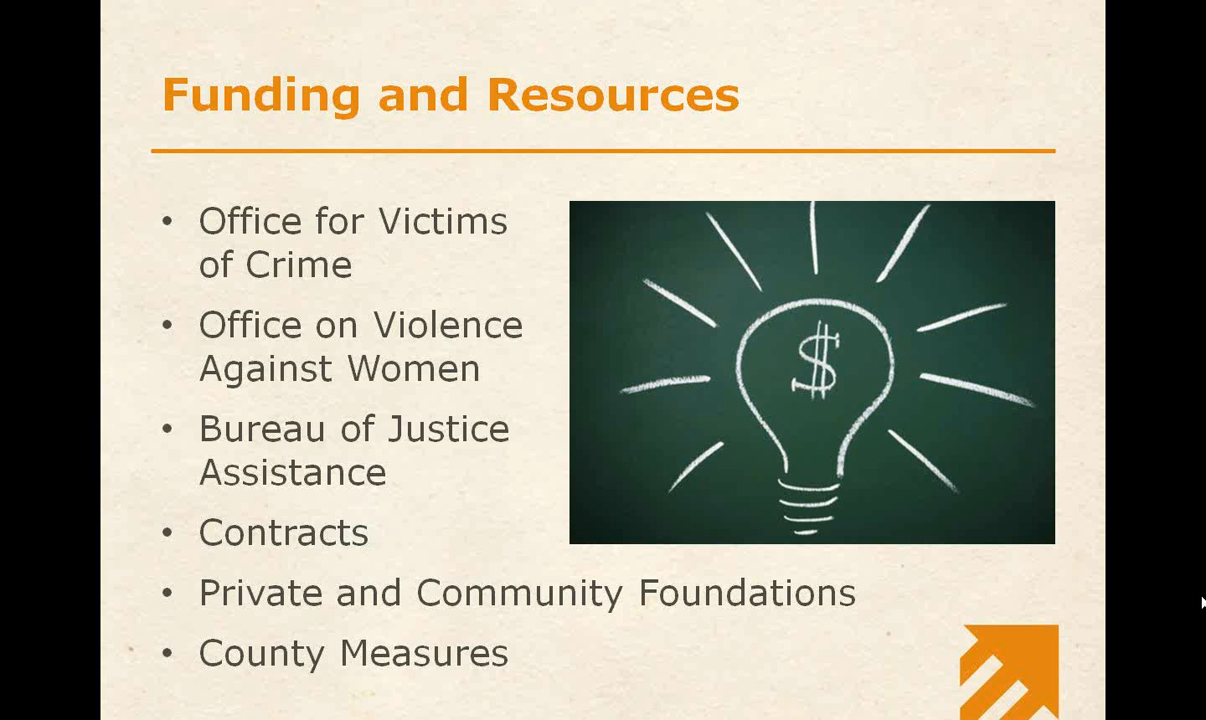 Funding and Resources
• Office for Victims
of Crime
• Office on Violence
Against Women
• Bureau of Justice
Assistance
• Contracts
• Private and Community Foundations
• County Measures
$